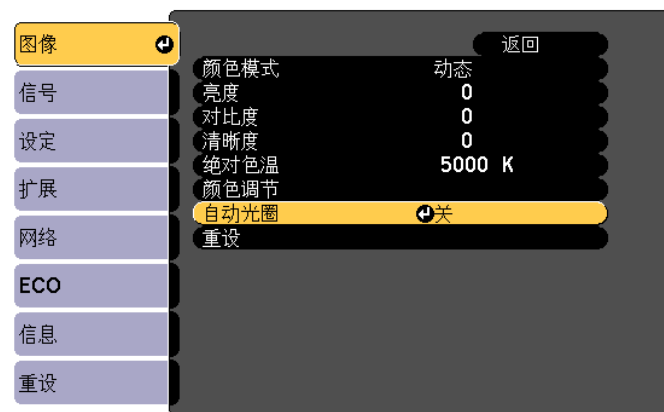 图像
信号
设定
扩展
网络
ECO
信息
重设
返回
颜色模式 动态
亮度 0
对比度 0
清晰度 0
绝对色温 5000 K
颜色调节
自动光圈 关
重设